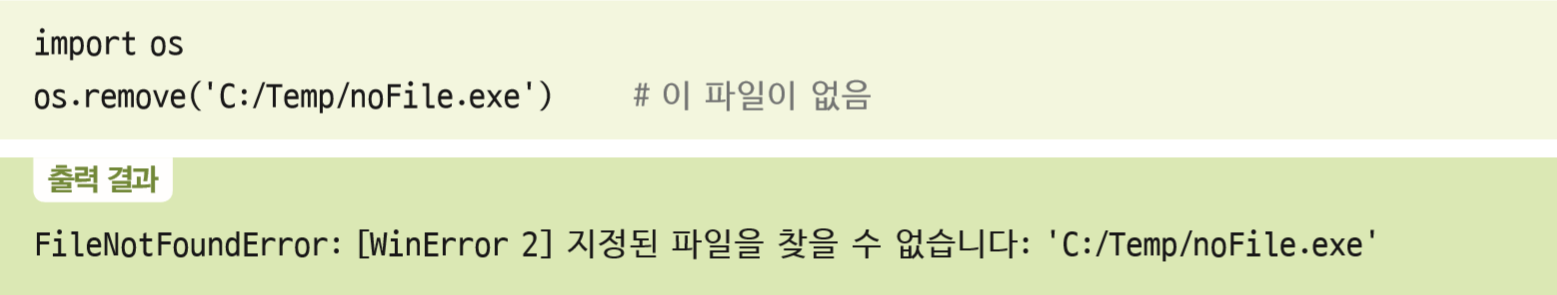 import os
os.remove('C:/Temp/noFile.exe')    # 이 파일이 없음
출력 결과
FileNotFoundError: [WinError 2] 지정된 파일을 찾을 수 없습니다: 'C:/Temp/noFile.exe'